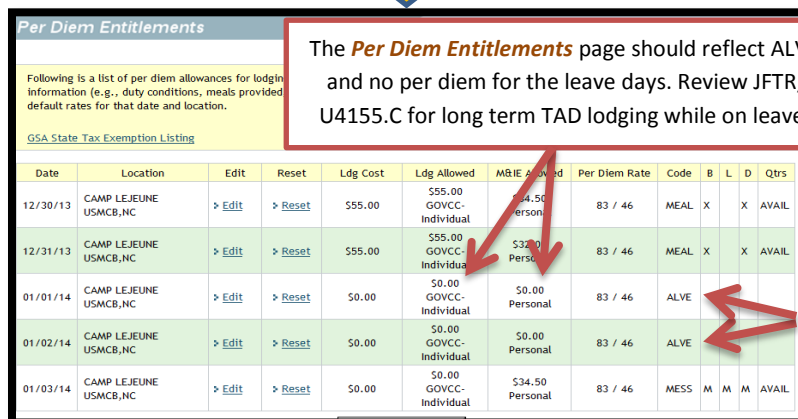 Per Diem Entitlements
The Per Diem Entitlements page should reflect
and no per diem for the leave days. Review JFTR,
U4155.C for long term TAD lodging while on leave
Following is a list of per diem allowances for
information (e.g., duty conditions, meals provided
default rates for that date and location.
GSA State Tax Exemption Listing
Date Location Edit Reset Ldg Cost Ldg Allowed M&IE Per Diem Rate Code B L D Qtrs
12/30/13 CAMP LEJEUNE USMCB,NC Edit Reset $55.00 $55.00 GOVCC-Individual 83 / 46 MEAL X X AVAIL
12/31/13 CAMP LEJEUNE USMCB,NC Edit Reset $55.00 $55.00 GOVCC-Individual 83 / 46 MEAL X X AVAIL
01/01/14 CAMP LEJEUNE USMCB,NC Edit Reset $0.00 $0.00 GOVCC-Individual $0.00 Personal 83 / 46 ALVE
01/02/14 CAMP LEJEUNE USMCB,NC Edit Reset $0.00 $0.00 GOVCC-Individual $0.00 Personal 83 / 46 ALVE
01/03/14 CAMP LEJEUNE USMCB,NC Edit Reset $0.00 $0.00 GOVCC-Individual $34.50 Personal 83 / 46 MESS M M M AVAIL